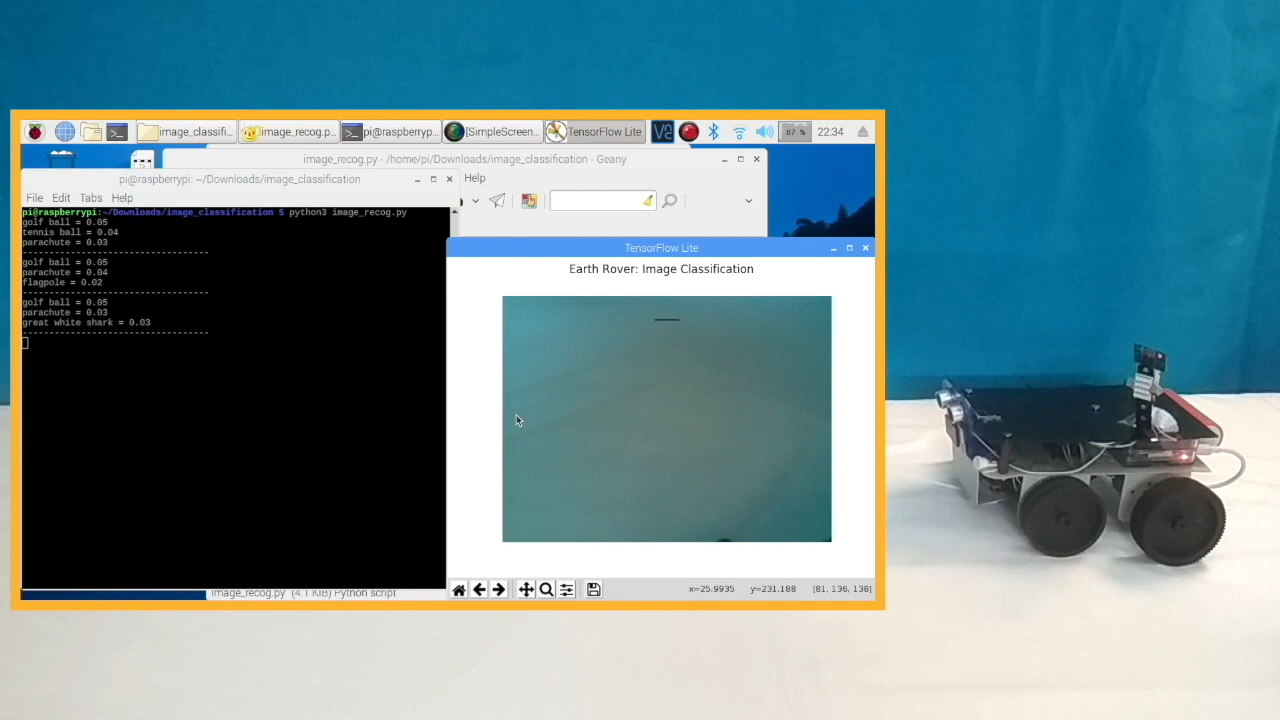 image_classifi...
image_recog.p...
pi@raspberryp...
[SimpleScreen...
TensorFlow Lite
87 %
22:34
image_recog.py - /home/pi/Downloads/image_classification - Geany
Help
pi@raspberrypi: ~/Downloads/image_classification
File Edit Tabs Help
pi@raspberrypi:~/Downloads/image_classification $ python3 image_recog.py
golf ball = 0.05
tennis ball = 0.04
parachute = 0.03
----------------------------------
golf ball = 0.05
parachute = 0.04
flagpole = 0.02
----------------------------------
golf ball = 0.05
parachute = 0.03
great white shark = 0.03
----------------------------------
TensorFlow Lite
Earth Rover: Image Classification
x=25.9935 y=231.188 [81, 136, 138]
image_recog.py (4.1 KiB) Python script